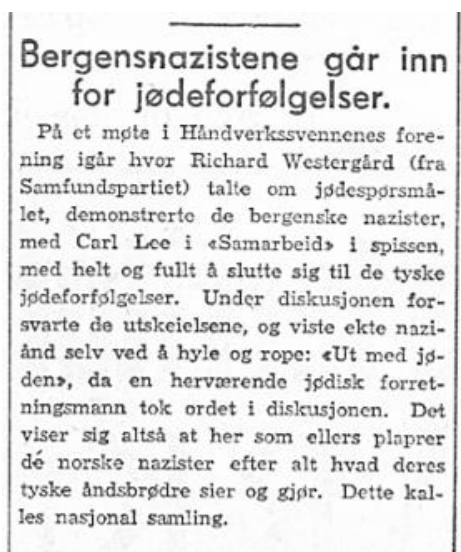 Bergensnazistene går inn
for jødeforfølgelser.
På et møte i Håndverkssvennenes fore-
ning igår hvor Richard Westergård (fra
Samfundspartiet) talte om jødespørsmå-
let, demonstrerte de bergenske nazister,
med Carl Lee i «Samarbeid» i spissen,
med helt og fullt å slutte sig til de tyske
jødeforfølgelser. Under diskusjonen for-
svarte de utskeielsene, og viste ekte nazi-
ånd selv ved å hyle og rope: «Ut med jø-
den», da en herværende jødisk forret-
ningsmann tok ordet i diskusjonen. Det
viser sig altså at her som ellers plaprer
dé norske nazister efter alt hvad deres
tyske åndsbrødre sier og gjør. Dette kal-
les nasjonal samling.